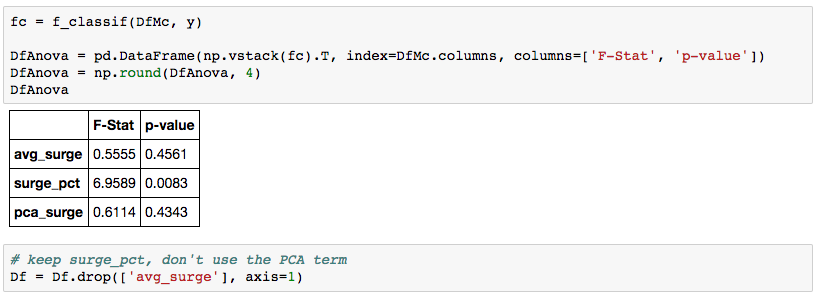 fc = f_classif(DfMc, y)
DfAnova = pd.DataFrame(np.vstack(fc).T, index=DfMc.columns, columns=['F-Stat', 'p-value'])
DfAnova = np.round(DfAnova, 4)
DfAnova
F-Stat p-value
avg_surge 0.5555 0.4561
surge_pct 6.9589 0.0083
pca_surge 0.6114 0.4343
# keep surge_pct, don't use the PCA term
Df = Df.drop(['avg_surge'], axis=1)